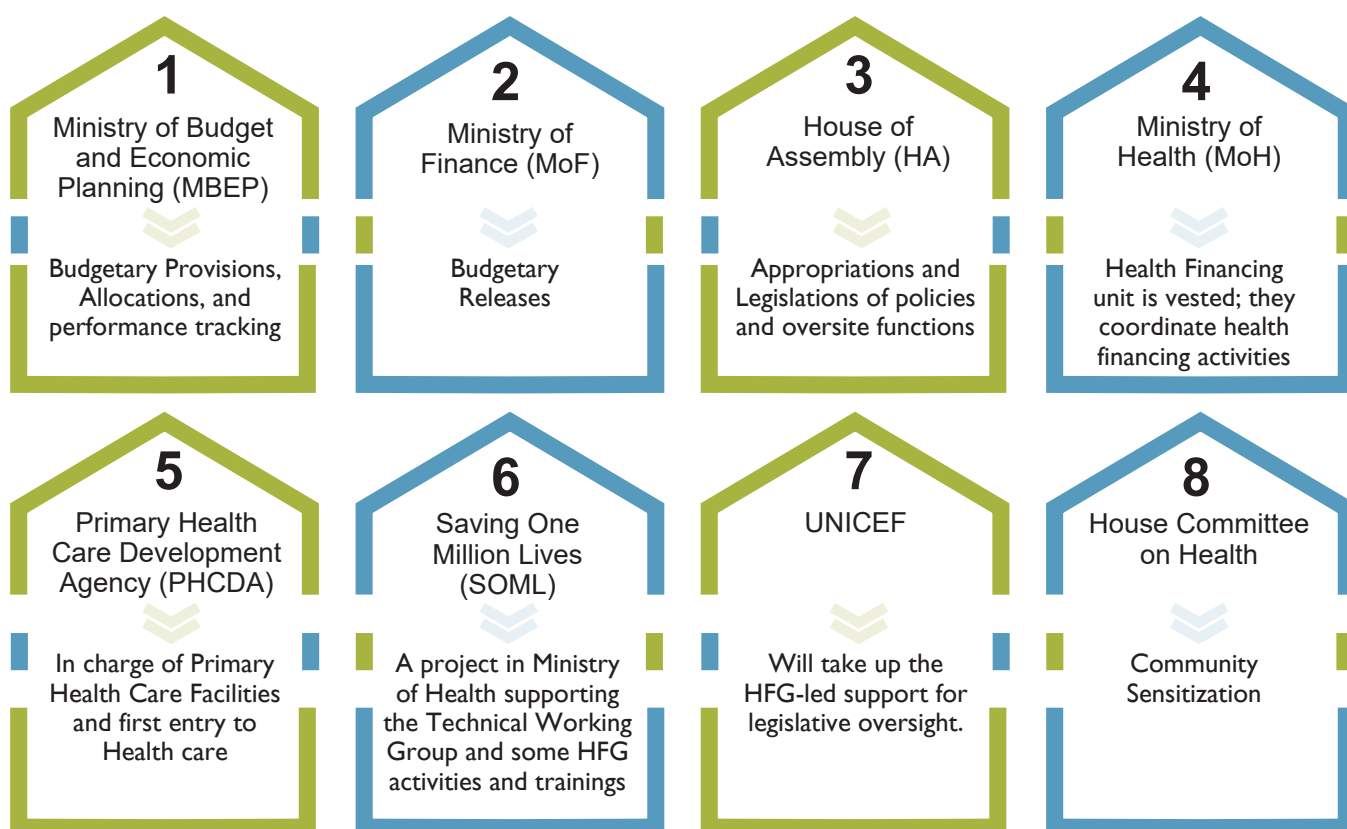 1
Ministry of Budget
and Economic
Planning (MBEP)
Budgetary Provisions,
Allocations, and
performance tracking
2
Ministry of
Finance (MoF)
Budgetary
Releases
3
House of
Assembly (HA)
Appropriations and
Legislations of policies
and oversite functions
4
Ministry of
Health (MoH)
Health Financing
unit is vested; they
coordinate health
financing activities
5
Primary Health
Care Development
Agency (PHCDA)
In charge of Primary
Health Care Facilities
and first entry to
Health care
6
Saving One
Million Lives
(SOML)
A project in Ministry
of Health supporting
the Technical Working
Group and some HFG
activities and trainings
7
UNICEF
Will take up the
HFG-led support for
legislative oversight.
8
House Committee
on Health
Community
Sensitization